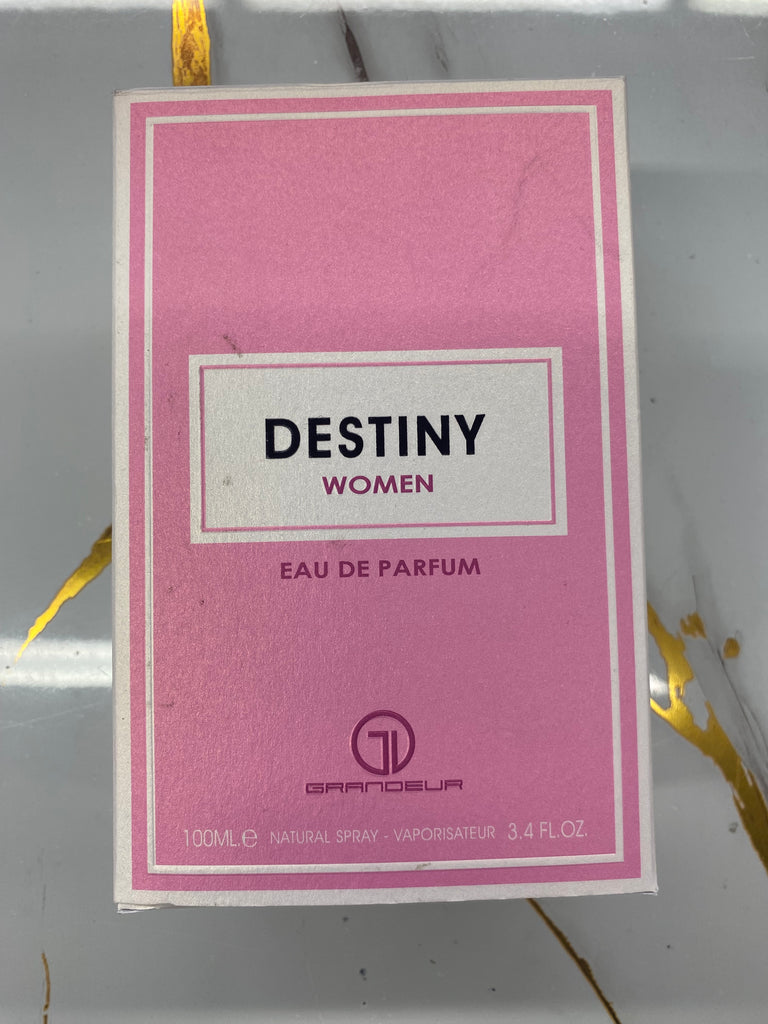 DESTINY
WOMEN
EAU DE PARFUM
GRANDEUR
100ML.e NATURAL SPRAY - VAPORISATEUR 3.4 FL.OZ.